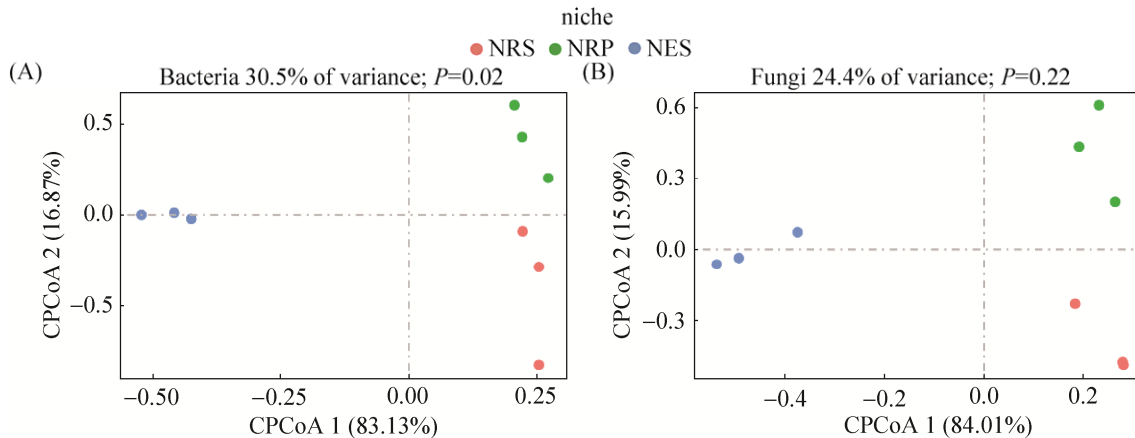 niche
NRS NRP NES
(A)
Bacteria 30.5% of variance; P=0.02
0.5
0.0
−0.5
CPCoA 2 (16.87%)
−0.50 −0.25 0.00 0.25
CPCoA 1 (83.13%)
(B)
Fungi 24.4% of variance; P=0.22
0.6
0.3
0.0
−0.3
CPCoA 2 (15.99%)
−0.4 −0.2 0.0 0.2
CPCoA 1 (84.01%)